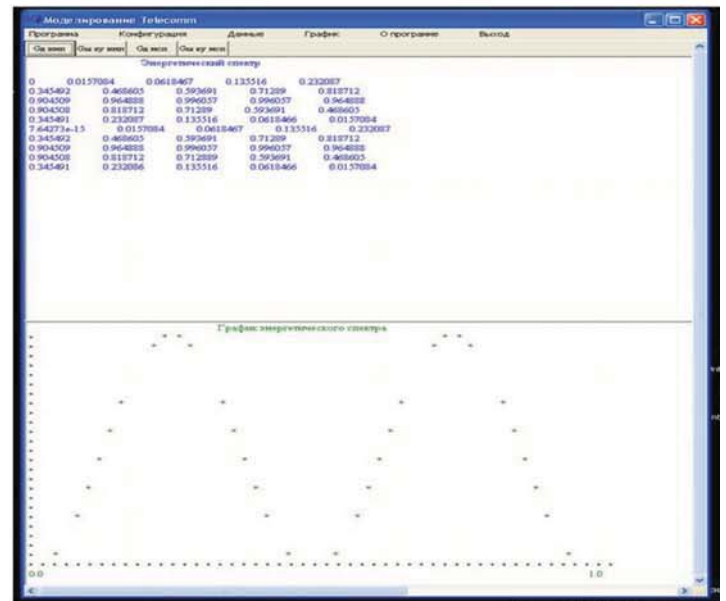 Моделирование Telecomm
Программа Конфигурация Данные График О программе Выход
Энергетический спектр
0 0.0157084 0.0618467 0.135516 0.232087
0.345492 0.468605 0.593691 0.71289 0.818712
0.904509 0.964888 0.996057 0.996057 0.964888
0.904508 0.818712 0.71289 0.593691 0.468605
0.345491 0.232087 0.135516 0.0618466 0.0157084
7.64273e-15 0.0157084 0.0618467 0.135516 0.232087
0.345492 0.468605 0.593691 0.71289 0.818712
0.904509 0.964888 0.996057 0.996057 0.964888
0.904508 0.818712 0.712889 0.593691 0.468605
0.345491 0.232086 0.135516 0.0618466 0.0157084
График энергетического спектра
0.0 1.0